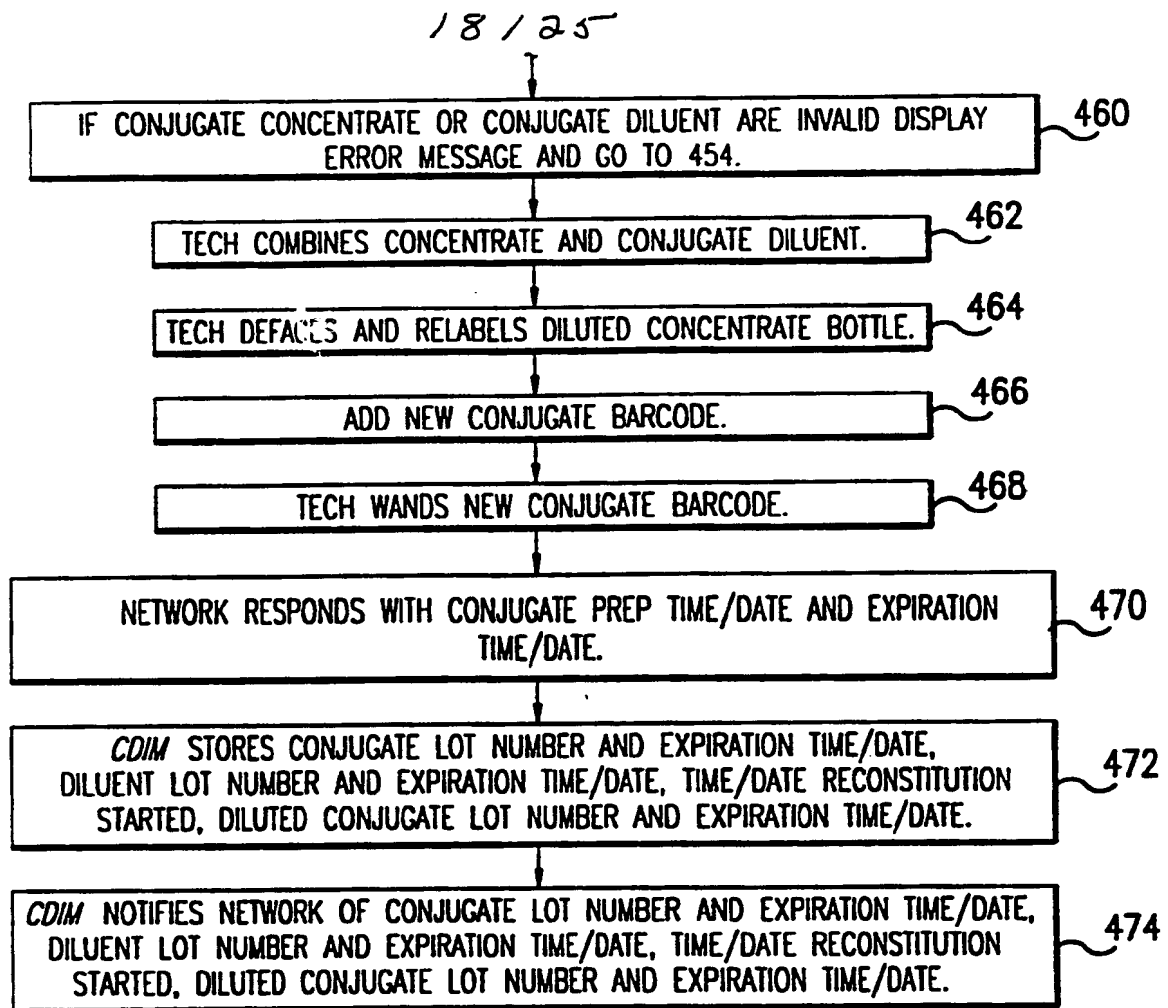 18/25
IF CONJUGATE CONCENTRATE OR CONJUGATE DILUENT ARE INVALID DISPLAY
ERROR MESSAGE AND GO TO 454.
460
TECH COMBINES CONCENTRATE AND CONJUGATE DILUENT.
462
TECH DEFACES AND RELABELS DILUTED CONCENTRATE BOTTLE.
464
ADD NEW CONJUGATE BARCODE.
466
TECH WANDS NEW CONJUGATE BARCODE.
468
NETWORK RESPONDS WITH CONJUGATE PREP TIME/DATE AND EXPIRATION
TIME/DATE.
470
CDIM STORES CONJUGATE LOT NUMBER AND EXPIRATION TIME/DATE,
DILUENT LOT NUMBER AND EXPIRATION TIME/DATE, TIME/DATE RECONSTITUTION
STARTED, DILUTED CONJUGATE LOT NUMBER AND EXPIRATION TIME/DATE.
472
CDIM NOTIFIES NETWORK OF CONJUGATE LOT NUMBER AND EXPIRATION TIME/DATE,
DILUENT LOT NUMBER AND EXPIRATION TIME/DATE, TIME/DATE RECONSTITUTION
STARTED, DILUTED CONJUGATE LOT NUMBER AND EXPIRATION TIME/DATE.
474